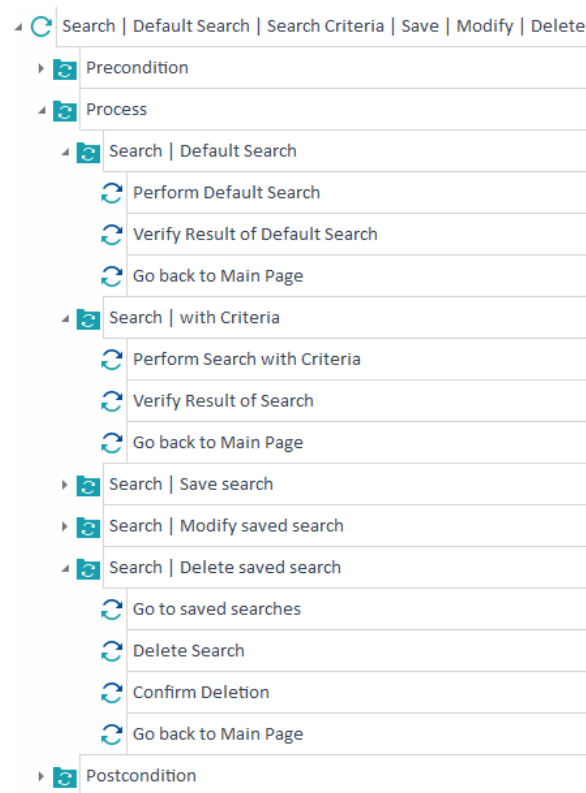 Search | Default Search | Search Criteria | Save | Modify | Delete
Precondition
Process
Search | Default Search
Perform Default Search
Verify Result of Default Search
Go back to Main Page
Search | with Criteria
Perform Search with Criteria
Verify Result of Search
Go back to Main Page
Search | Save search
Search | Modify saved search
Search | Delete saved search
Go to saved searches
Delete Search
Confirm Deletion
Go back to Main Page
Postcondition